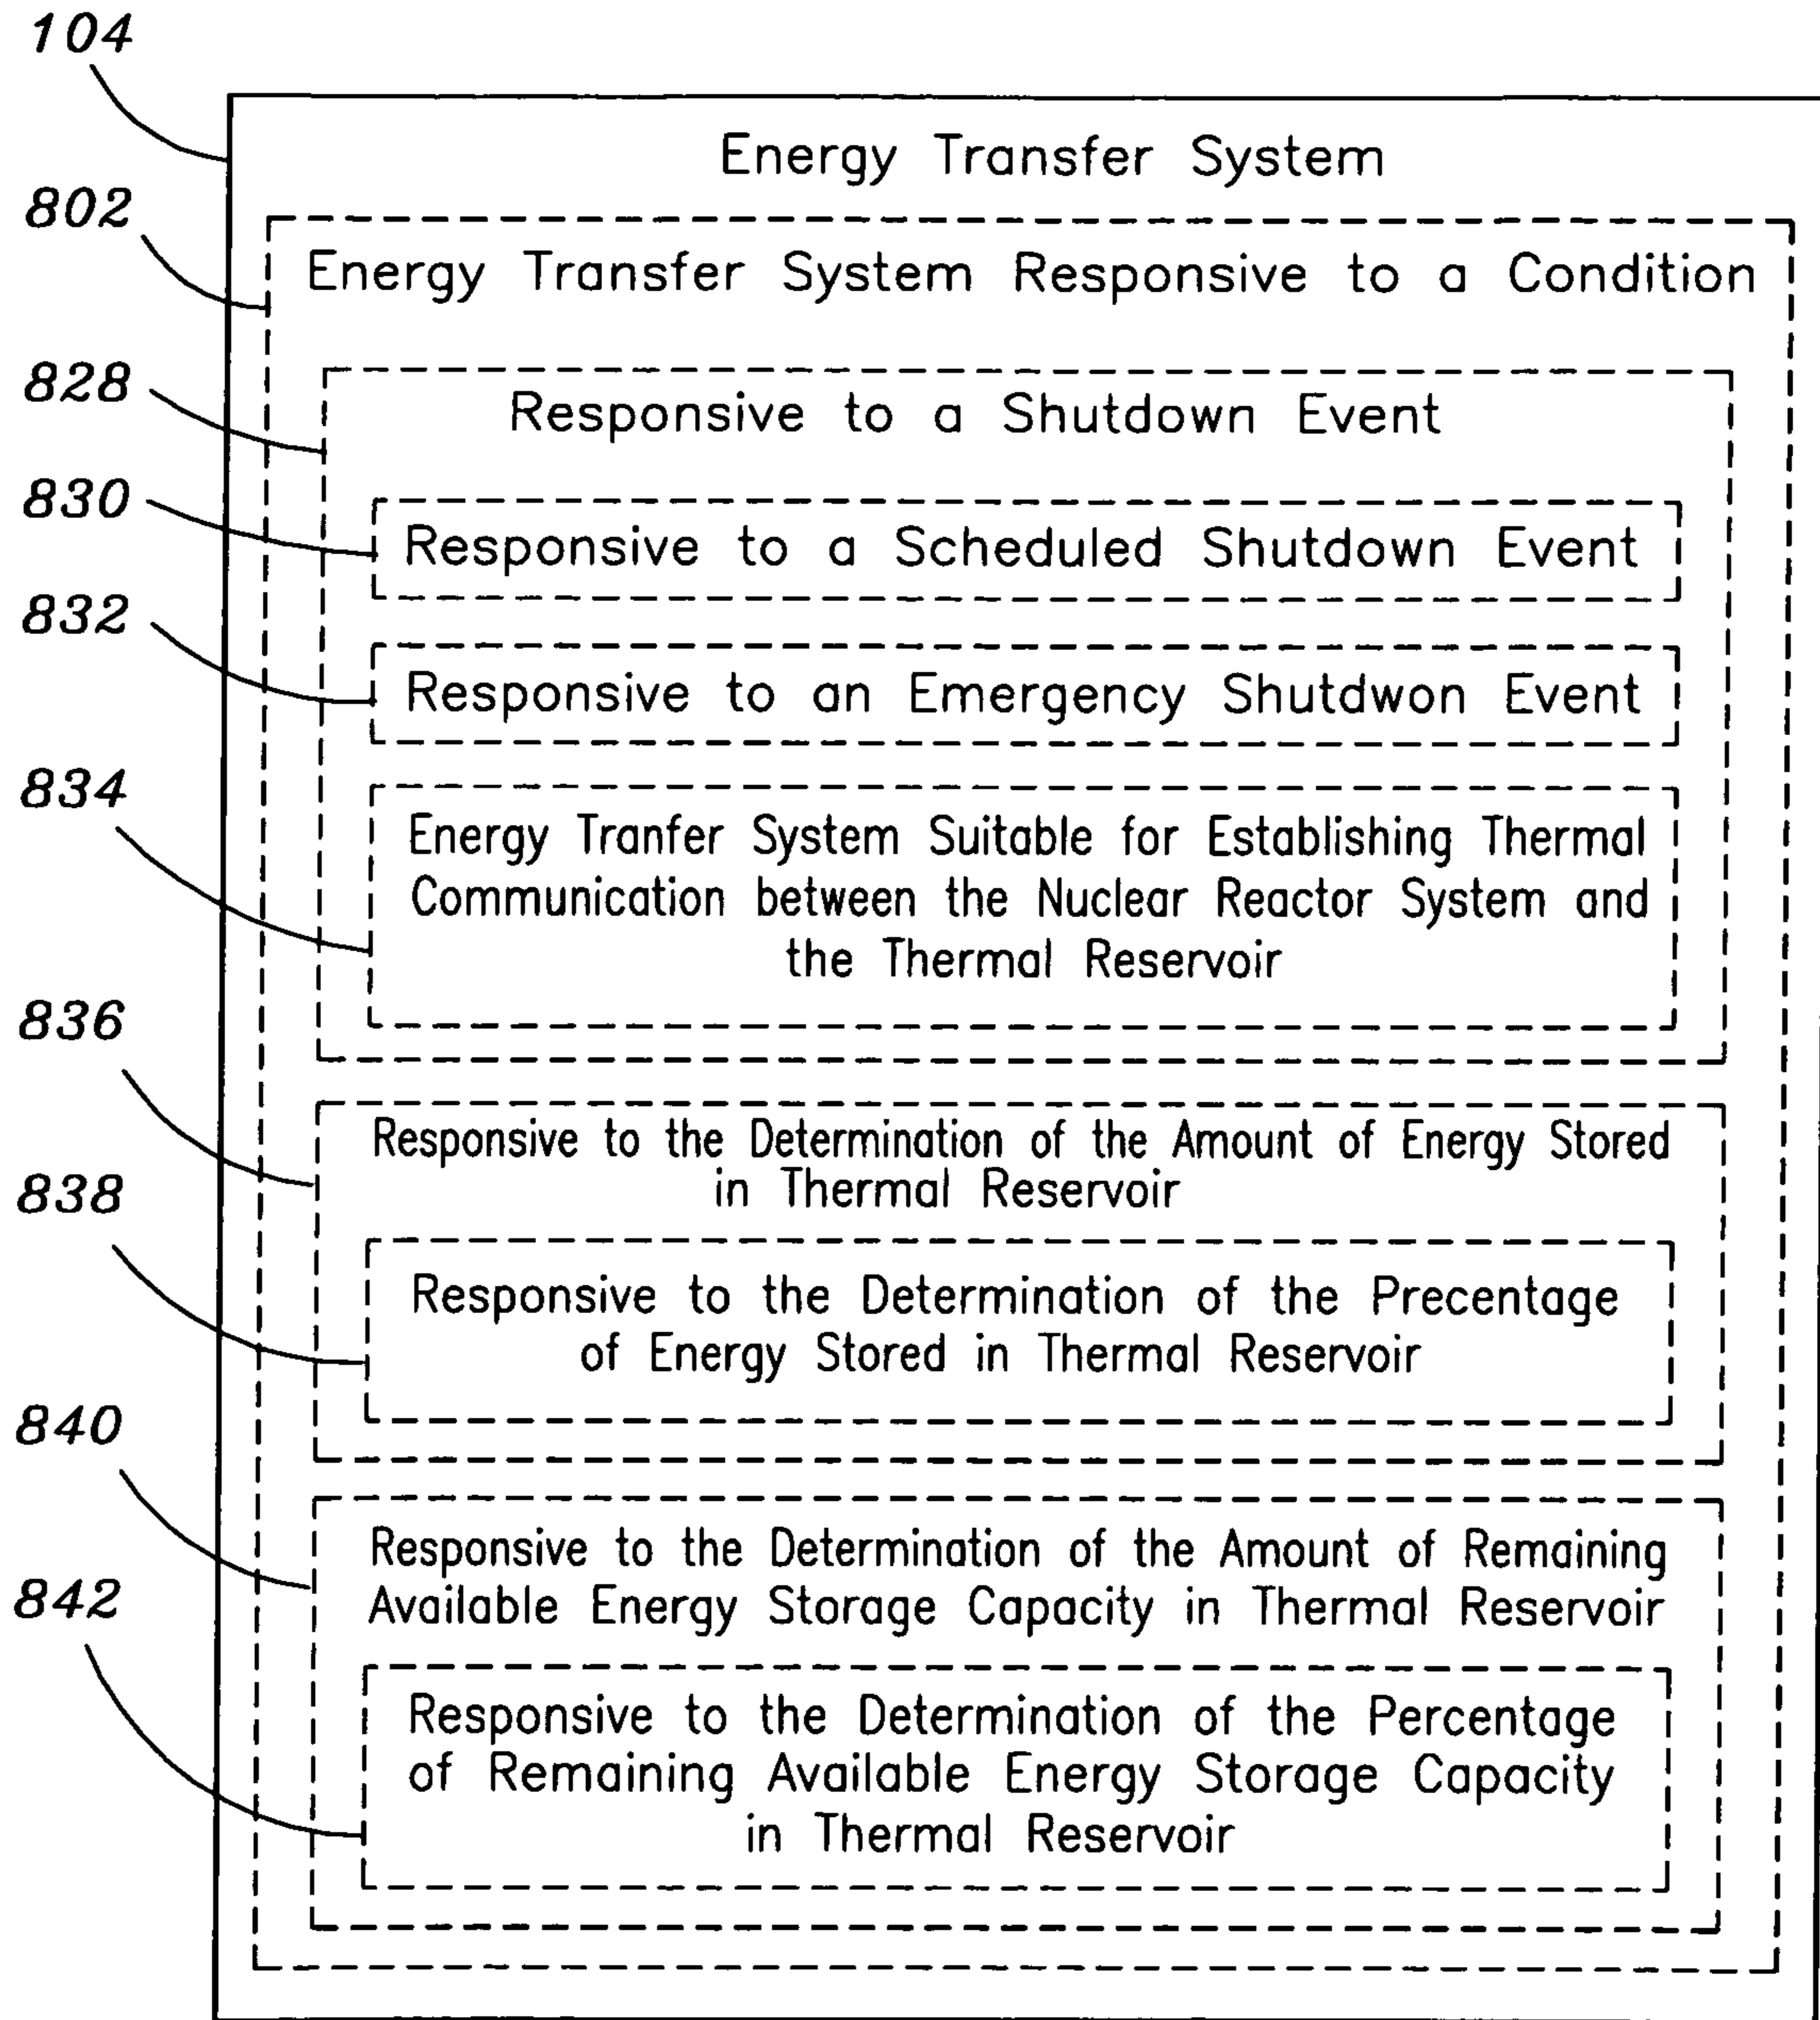 104
Energy Transfer System
802
Energy Transfer System Responsive to a Condition
828
Responsive to a Shutdown Event
830
Responsive to a Scheduled Shutdown Event
832
Responsive to an Emergency Shutdwon Event
834
Energy Tranfer System Suitable for Establishing Thermal
Communication between the Nuclear Reactor System and
the Thermal Reservoir
836
Responsive to the Determination of the Amount of Energy Stored
in Thermal Reservoir
838
Responsive to the Determination of the Precentage
of Energy Stored in Thermal Reservoir
840
Responsive to the Determination of the Amount of Remaining
Available Energy Storage Capacity in Thermal Reservoir
842
Responsive to the Determination of the Percentage
of Remaining Available Energy Storage Capacity
in Thermal Reservoir